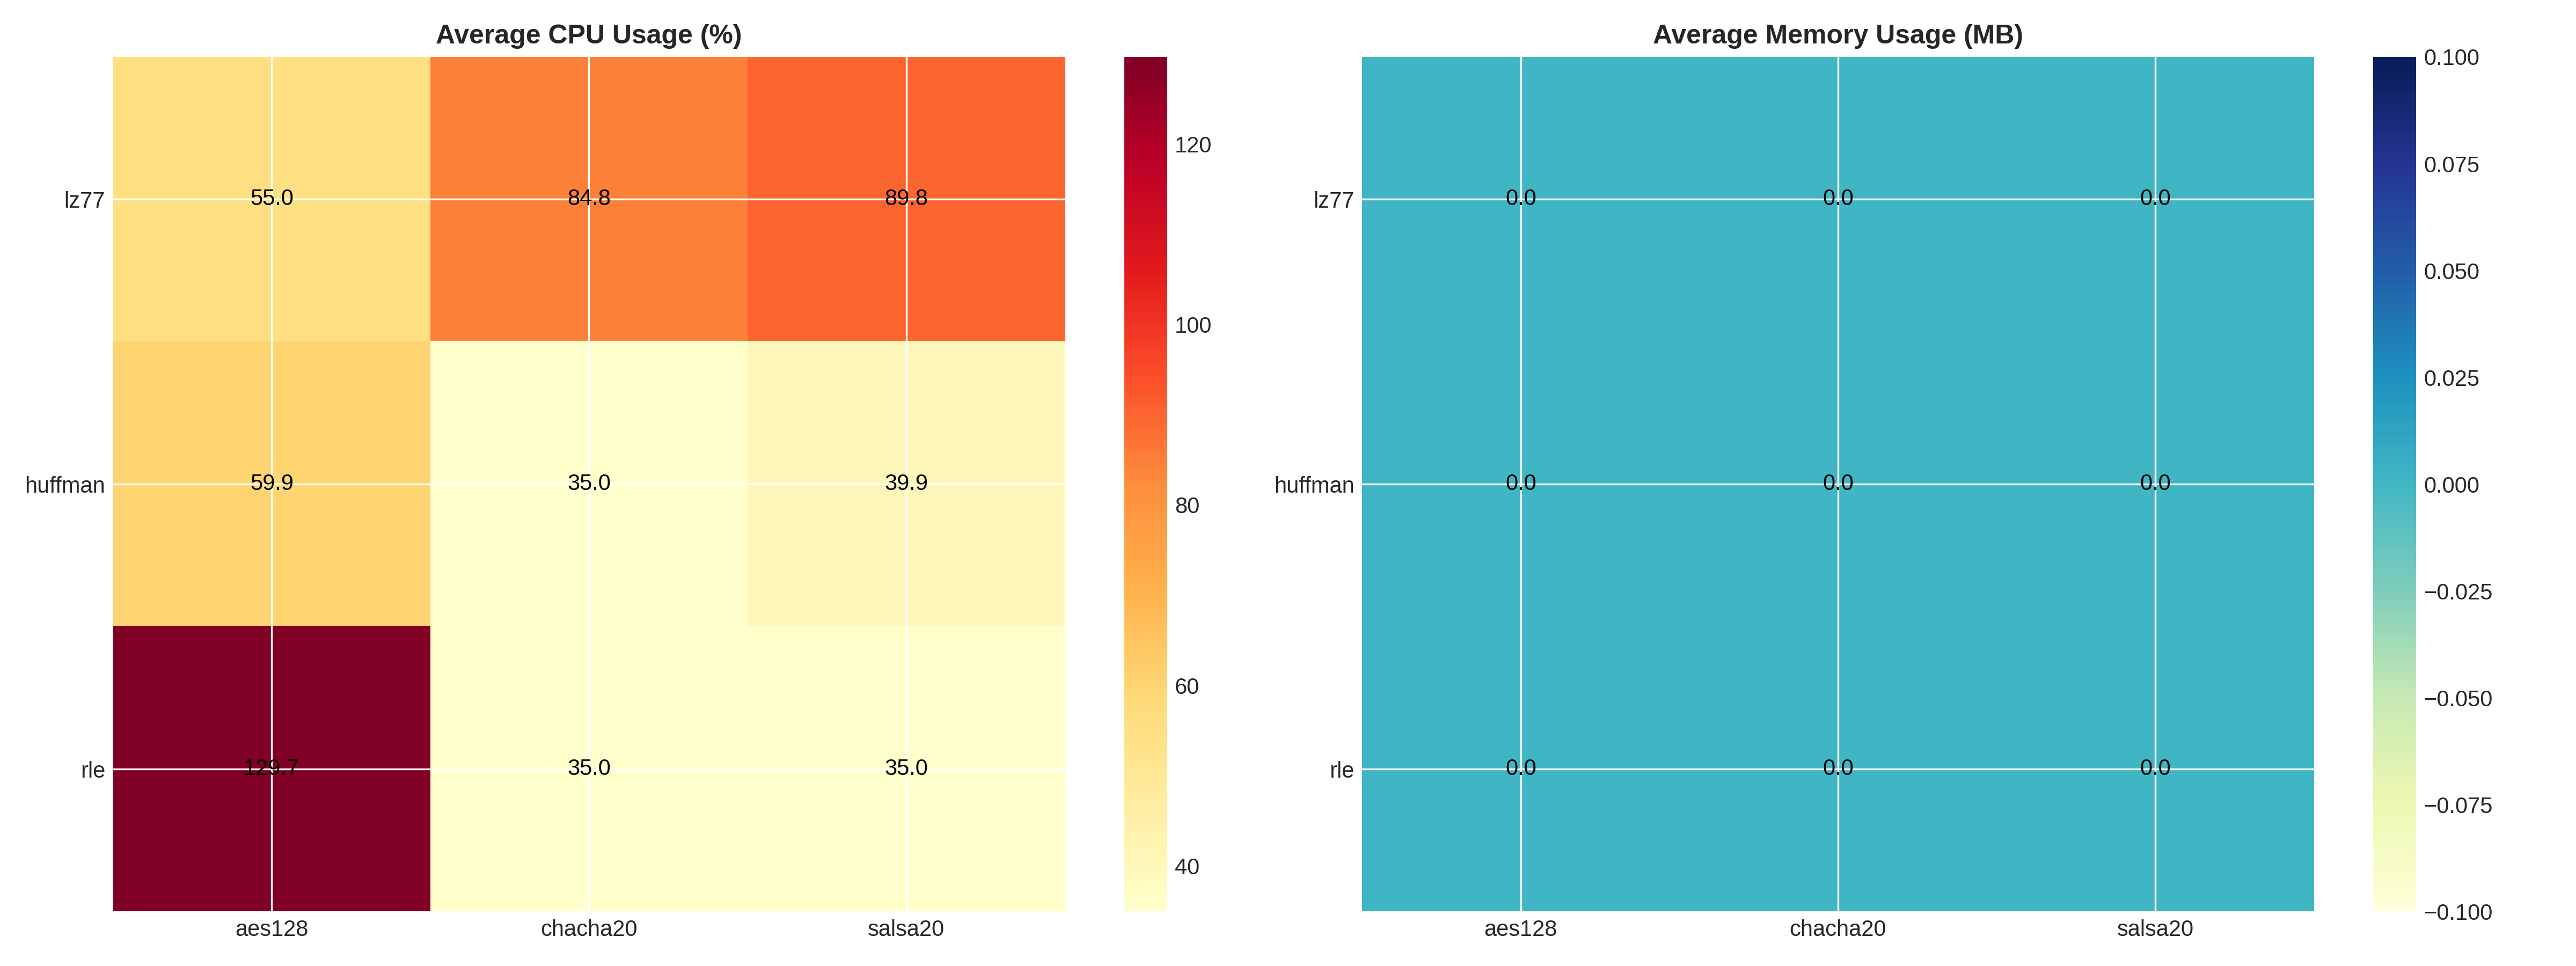 Average CPU Usage (%)
lz77
huffman
rle
55.0 84.8 89.8
59.9 35.0 39.9
129.7 35.0 35.0
aes128 chacha20 salsa20
120
100
80
60
40
Average Memory Usage (MB)
lz77
huffman
rle
0.0 0.0 0.0
0.0 0.0 0.0
0.0 0.0 0.0
aes128 chacha20 salsa20
0.100
0.075
0.050
0.025
0.000
−0.025
−0.050
−0.075
−0.100